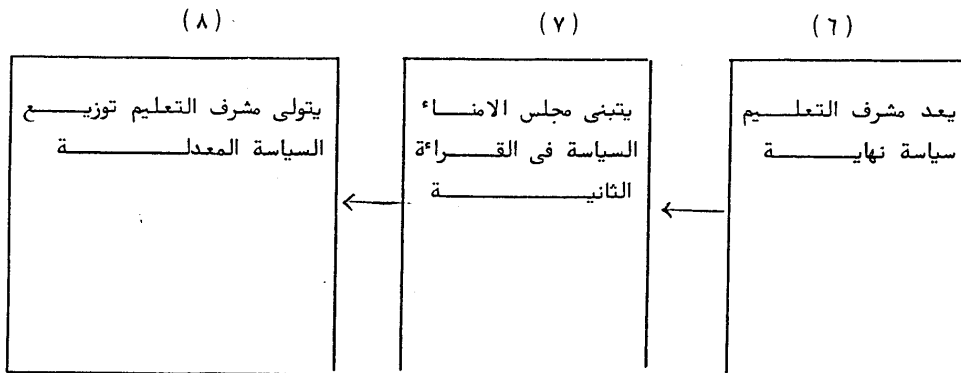 (٦)
يعد مشرف التعليم
سياسة نهاية
(٧)
يتبنى مجلس الامناء
السياسة فى القراءة
الثانية
(٨)
يتولى مشرف التعليم توزيع
السياسة المعدلة